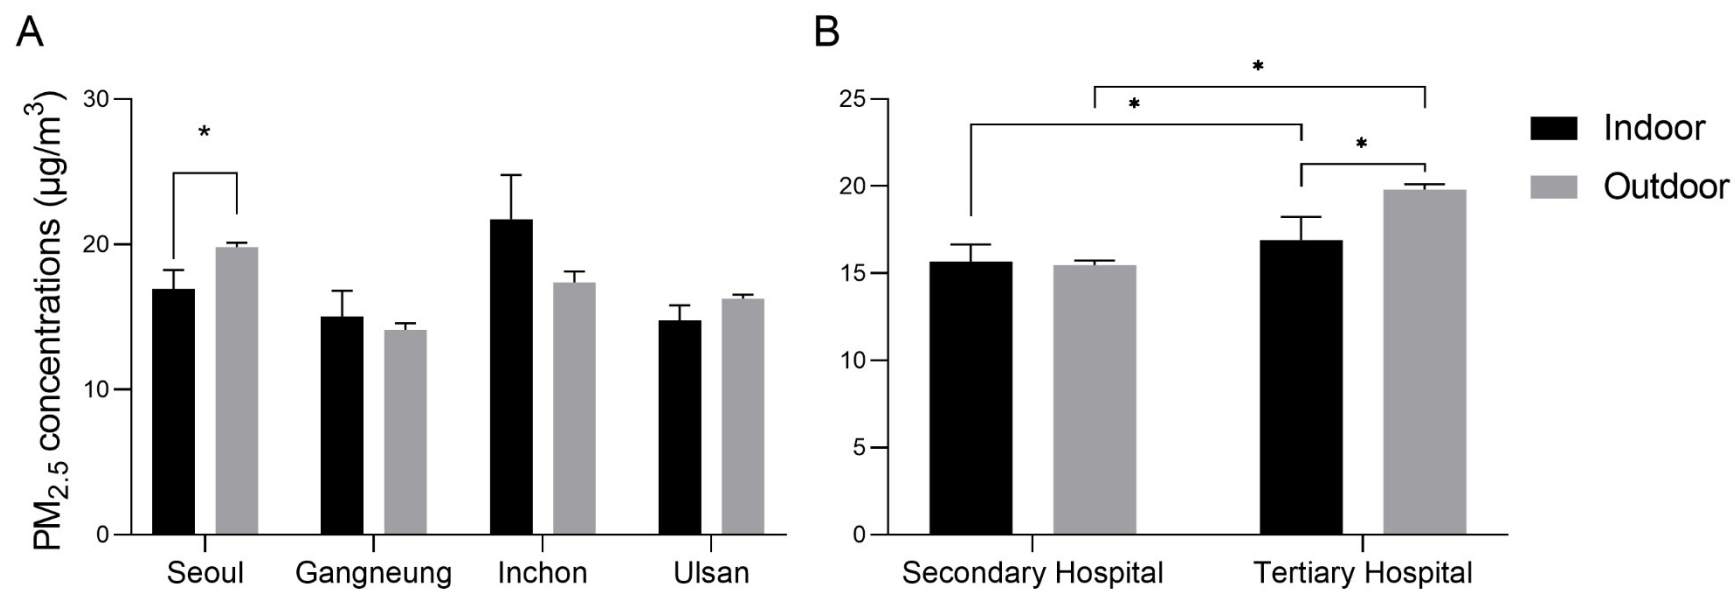 A
PM2.5 concentrations (µg/m³)
30
20
10
0
*
Seoul
Gangneung
Inchon
Ulsan
B
25
20
15
10
5
0
*
*
*
Secondary Hospital
Tertiary Hospital
Indoor
Outdoor